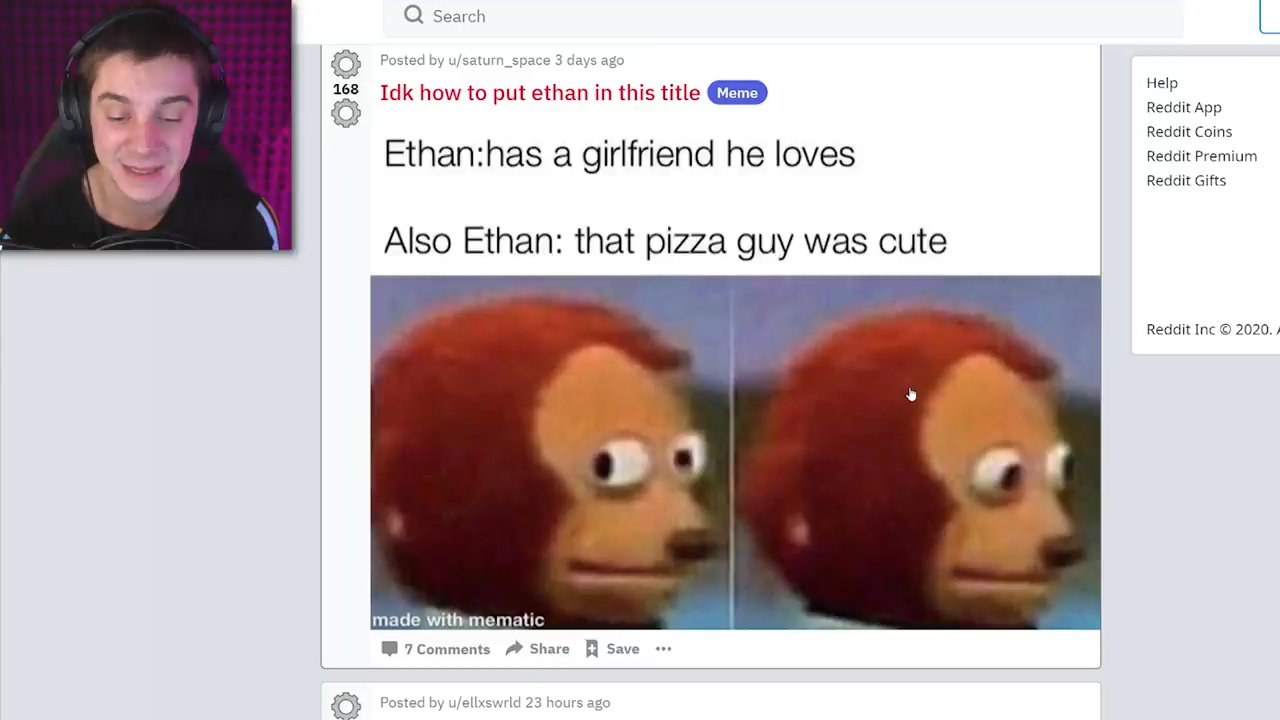 Search
Posted by u/saturn_space 3 days ago
168
Idk how to put ethan in this title Meme
Ethan:has a girlfriend he loves
Also Ethan: that pizza guy was cute
made with mematic
7 Comments Share Save
Posted by u/ellxswrld 23 hours ago
Help
Reddit App
Reddit Coins
Reddit Premium
Reddit Gifts
Reddit Inc © 2020. A